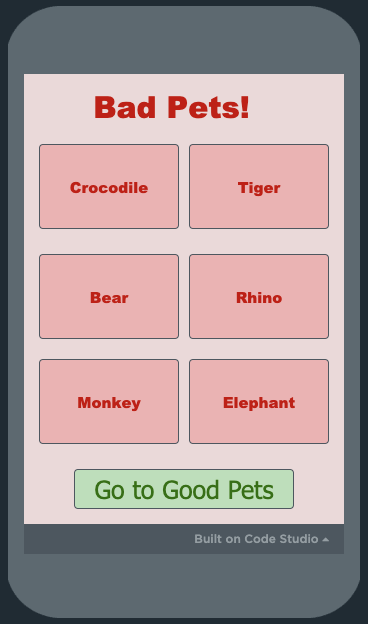 Bad Pets!
Crocodile
Tiger
Bear
Rhino
Monkey
Elephant
Go to Good Pets
Built on Code Studio